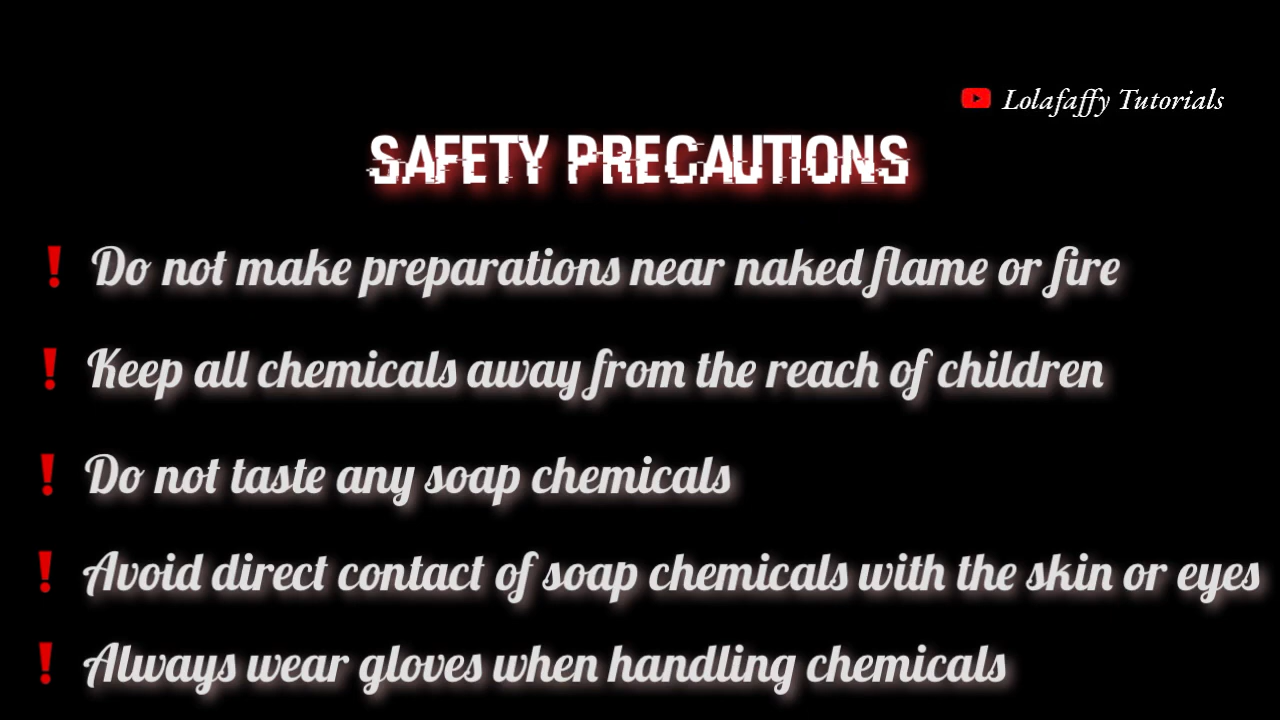 Lolafaffy Tutorials
SAFETY PRECAUTIONS
❗ Do not make preparations near naked flame or fire
❗ Keep all chemicals away from the reach of children
❗ Do not taste any soap chemicals
❗ Avoid direct contact of soap chemicals with the skin or eyes
❗ Always wear gloves when handling chemicals